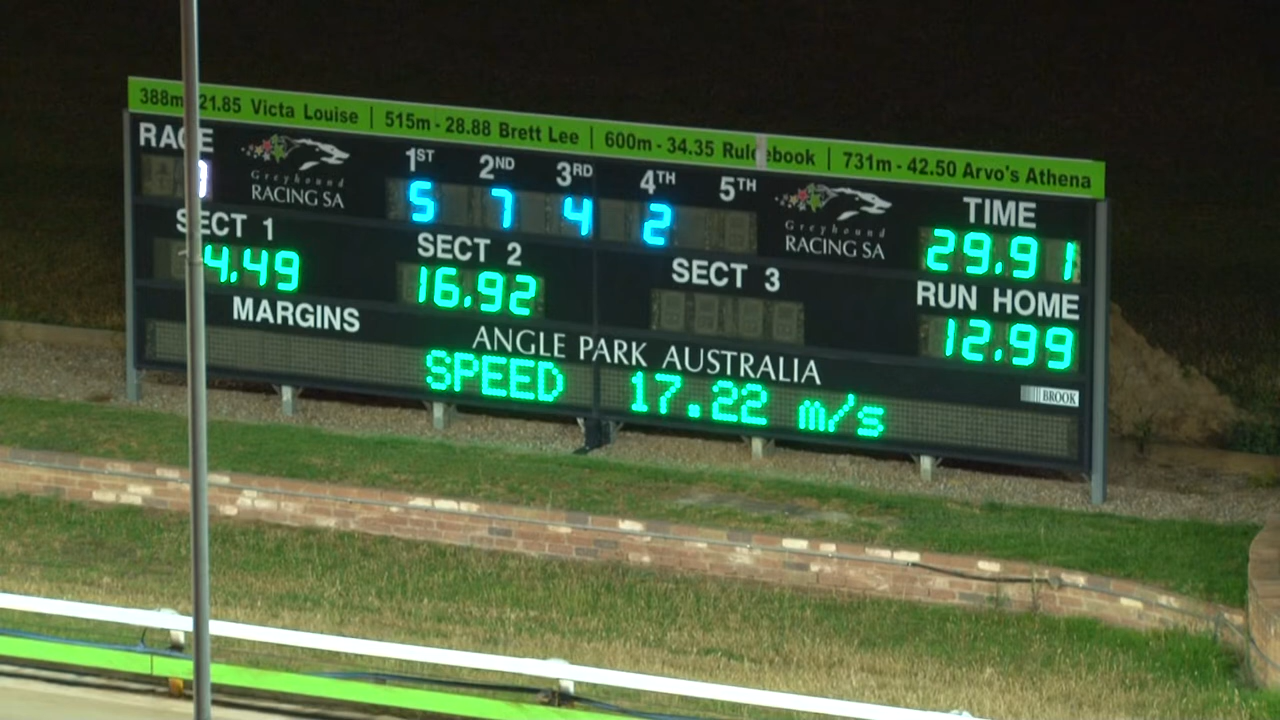 388m 21.85 Victa Louise | 515m - 28.88 Brett Lee | 600m - 34.35 Rulebook | 731m - 42.50 Arvo's Athena
RACE
Greyhound
RACING SA
1ST 2ND 3RD 4TH 5TH
5 7 4 2
Greyhound
RACING SA
TIME
29.91
SECT 1
4.49
SECT 2
16.92
SECT 3
RUN HOME
12.99
MARGINS
ANGLE PARK AUSTRALIA
SPEED 17.22 m/s
BROOK